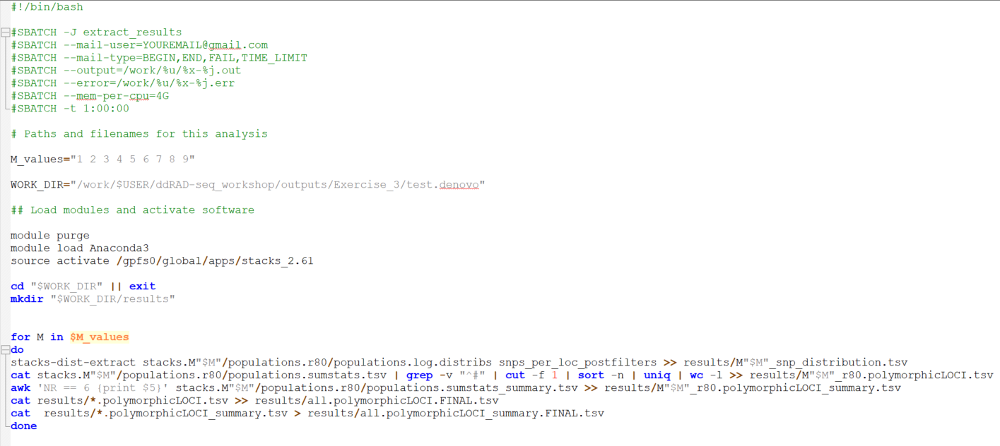 #!/bin/bash
#SBATCH -J extract_results
#SBATCH --mail-user=YOUREMAIL@gmail.com
#SBATCH --mail-type=BEGIN,END,FAIL,TIME_LIMIT
#SBATCH --output=/work/%u/%x-%j.out
#SBATCH --error=/work/%u/%x-%j.err
#SBATCH --mem-per-cpu=4G
#SBATCH -t 1:00:00
# Paths and filenames for this analysis
M_values="1 2 3 4 5 6 7 8 9"
WORK_DIR="/work/$USER/ddRAD-seq_workshop/outputs/Exercise_3/test.denovo"
## Load modules and activate software
module purge
module load Anaconda3
source activate /gpfs0/global/apps/stacks_2.61
cd "$WORK_DIR" || exit
mkdir "$WORK_DIR/results"
for M in $M_values
do
stacks-dist-extract stacks.M"$M"/populations.r80/populations.log.distribs snps_per_loc_postfilters >> results/M"$M"_snp_distribution.tsv
cat stacks.M"$M"/populations.r80/populations.sumstats.tsv | grep -v "^#" | cut -f 1 | sort -n | uniq | wc -l >> results/M"$M"_r80.polymorphicLOCI.tsv
awk 'NR == 6 {print $5}' stacks.M"$M"/populations.r80/populations.sumstats_summary.tsv >> results/M"$M"_r80.polymorphicLOCI_summary.tsv
cat results/*.polymorphicLOCI.tsv >> results/all.polymorphicLOCI.FINAL.tsv
cat  results/*.polymorphicLOCI_summary.tsv > results/all.polymorphicLOCI_summary.FINAL.tsv
done